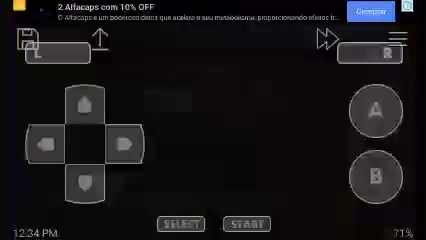 2 Alfacaps com 10% OFF
O Alfacaps é um poderoso detox que acelera o seu metabolismo, proporcionando efeitos b...
Comprar
L
R
A
B
SELECT
START
12:34 PM
71%